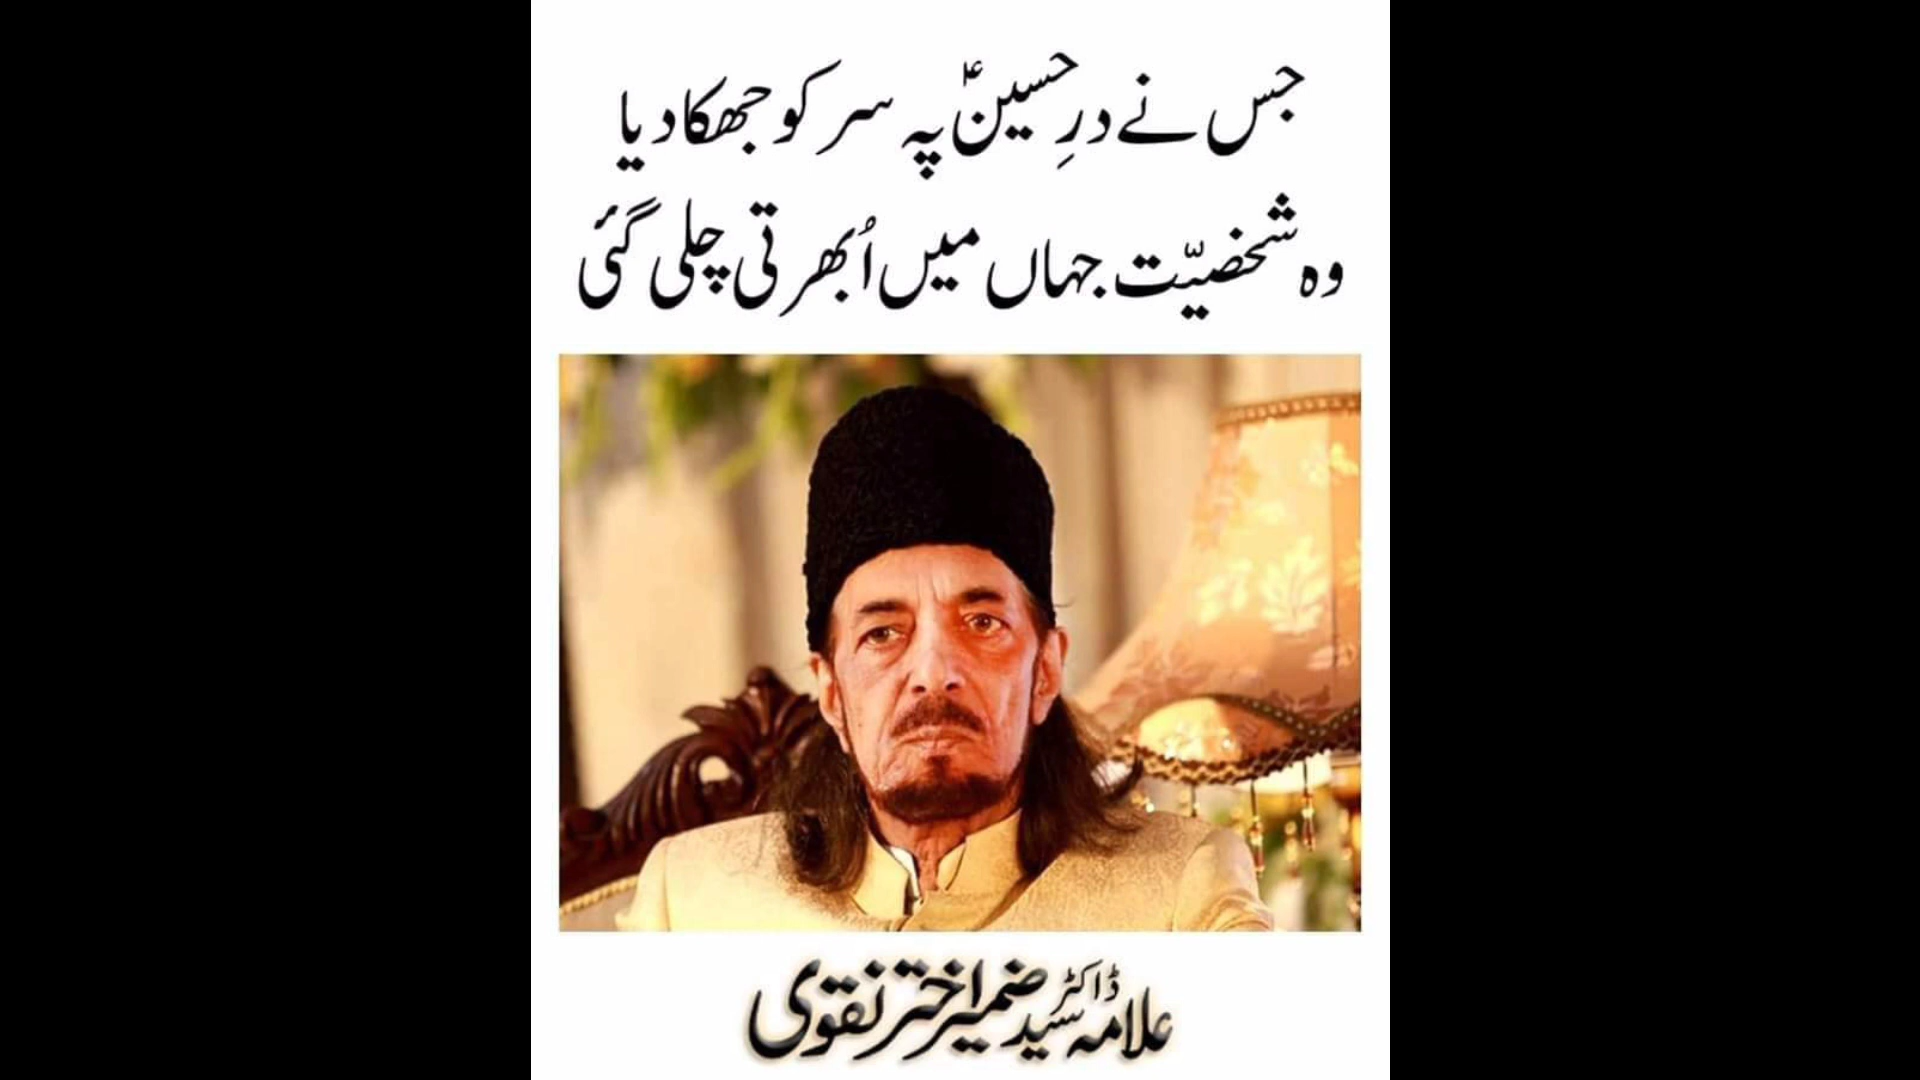 جس نے درِ حسینؑ پہ سر کو جھکا دیا
وہ شخصیّت جہاں میں اُبھرتی چلی گئی
علامہ ڈاکٹر سید ضمیر اختر نقوی